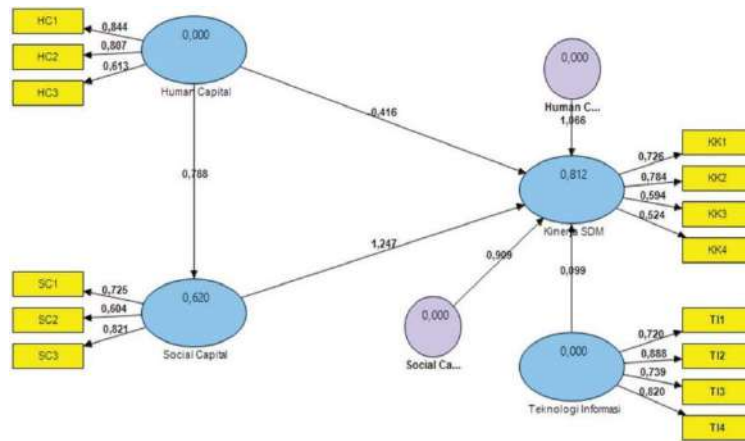 HC1
0,844
HC2
0,807
HC3
0,613
0,000
Human Capital
0,416
0,000
Human C...
1,066
0,788
0,812
Kinerja SDM
0,726
KK1
0,784
KK2
0,594
KK3
0,524
KK4
1,247
SC1
0,725
SC2
0,604
SC3
0,821
0,620
Social Capital
0,909
0,000
Social Ca...
0,099
0,000
Teknologi Informasi
0,720
TI1
0,888
TI2
0,739
TI3
0,820
TI4